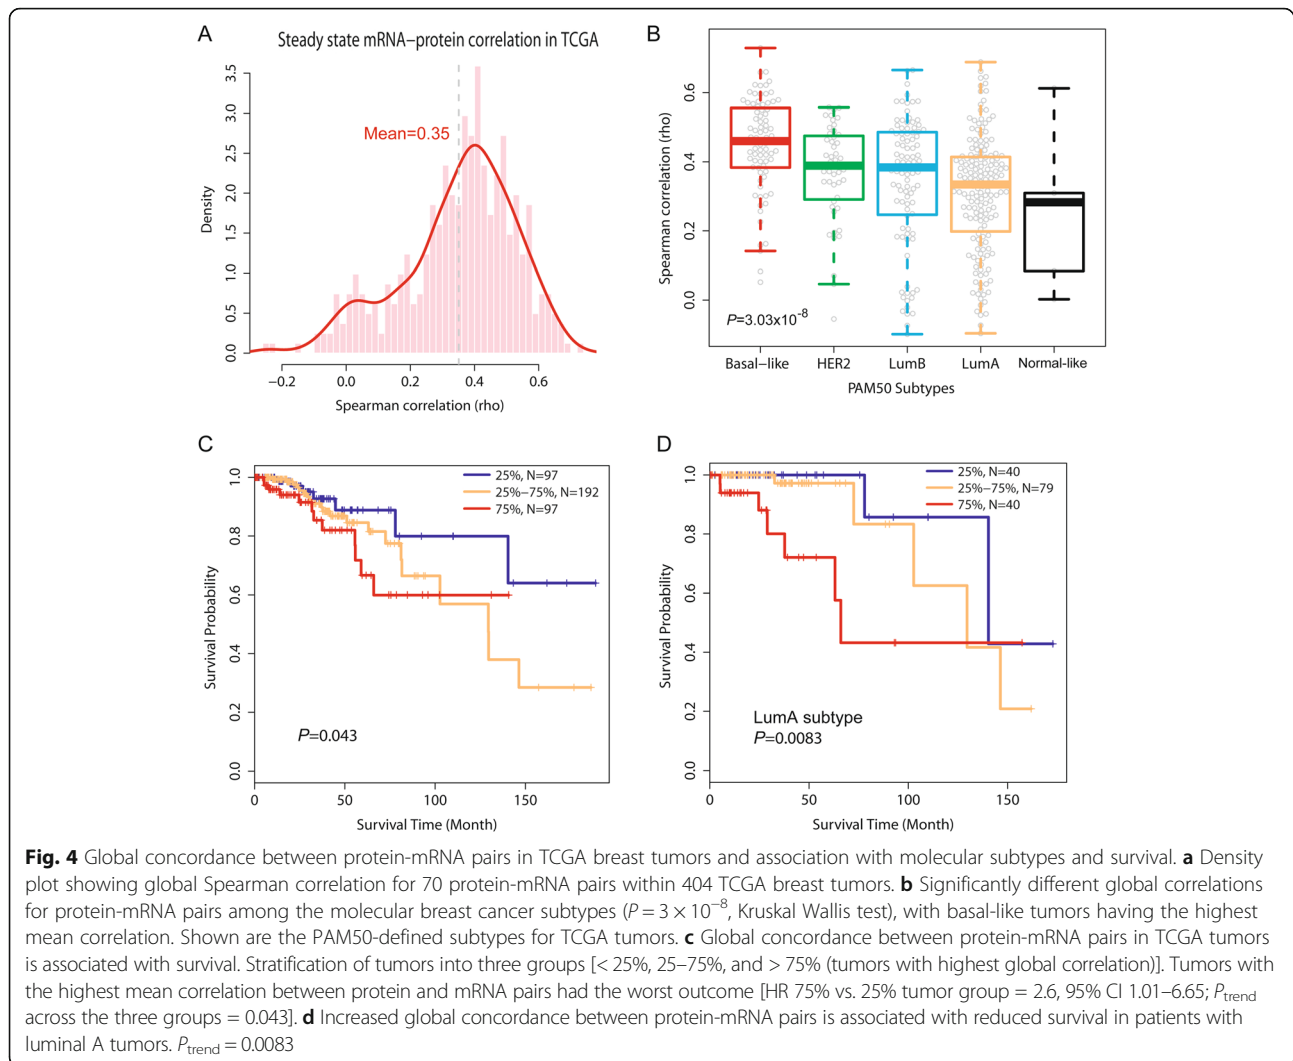 A
Steady state mRNA–protein correlation in TCGA
Mean=0.35
Density
0.0
0.5
1.0
1.5
2.0
2.5
3.0
3.5
−0.2
0.0
0.2
0.4
0.6
Spearman correlation (rho)
B
Spearman correlation (rho)
0.0
0.2
0.4
0.6
P=3.03x10-8
Basal−like
HER2
LumB
LumA
Normal-like
PAM50 Subtypes
C
25%, N=97
25%−75%, N=192
75%, N=97
Survival Probability
0.0
0.2
0.4
0.6
0.8
1.0
P=0.043
0
50
100
150
Survival Time (Month)
D
25%, N=40
25%−75%, N=79
75%, N=40
Survival Probability
0.0
0.2
0.4
0.6
0.8
1.0
LumA subtype
P=0.0083
0
50
100
150
Survival Time (Month)
Fig. 4 Global concordance between protein-mRNA pairs in TCGA breast tumors and association with molecular subtypes and survival. a Density
plot showing global Spearman correlation for 70 protein-mRNA pairs within 404 TCGA breast tumors. b Significantly different global correlations
for protein-mRNA pairs among the molecular breast cancer subtypes (P = 3 × 10−8, Kruskal Wallis test), with basal-like tumors having the highest
mean correlation. Shown are the PAM50-defined subtypes for TCGA tumors. c Global concordance between protein-mRNA pairs in TCGA tumors
is associated with survival. Stratification of tumors into three groups [< 25%, 25–75%, and > 75% (tumors with highest global correlation)]. Tumors with
the highest mean correlation between protein and mRNA pairs had the worst outcome [HR 75% vs. 25% tumor group = 2.6, 95% CI 1.01–6.65; Ptrend
across the three groups = 0.043]. d Increased global concordance between protein-mRNA pairs is associated with reduced survival in patients with
luminal A tumors. Ptrend = 0.0083